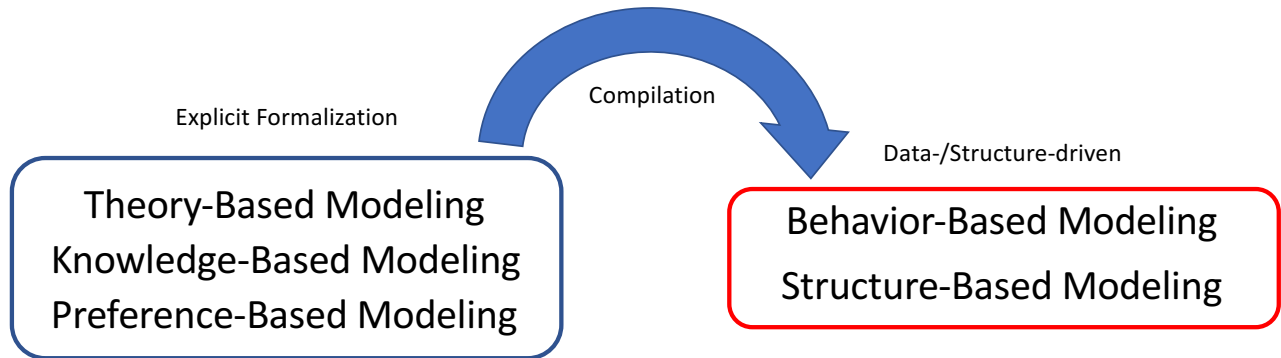 Explicit Formalization
Compilation
Data-/Structure-driven
Theory-Based Modeling
Knowledge-Based Modeling
Preference-Based Modeling
Behavior-Based Modeling
Structure-Based Modeling